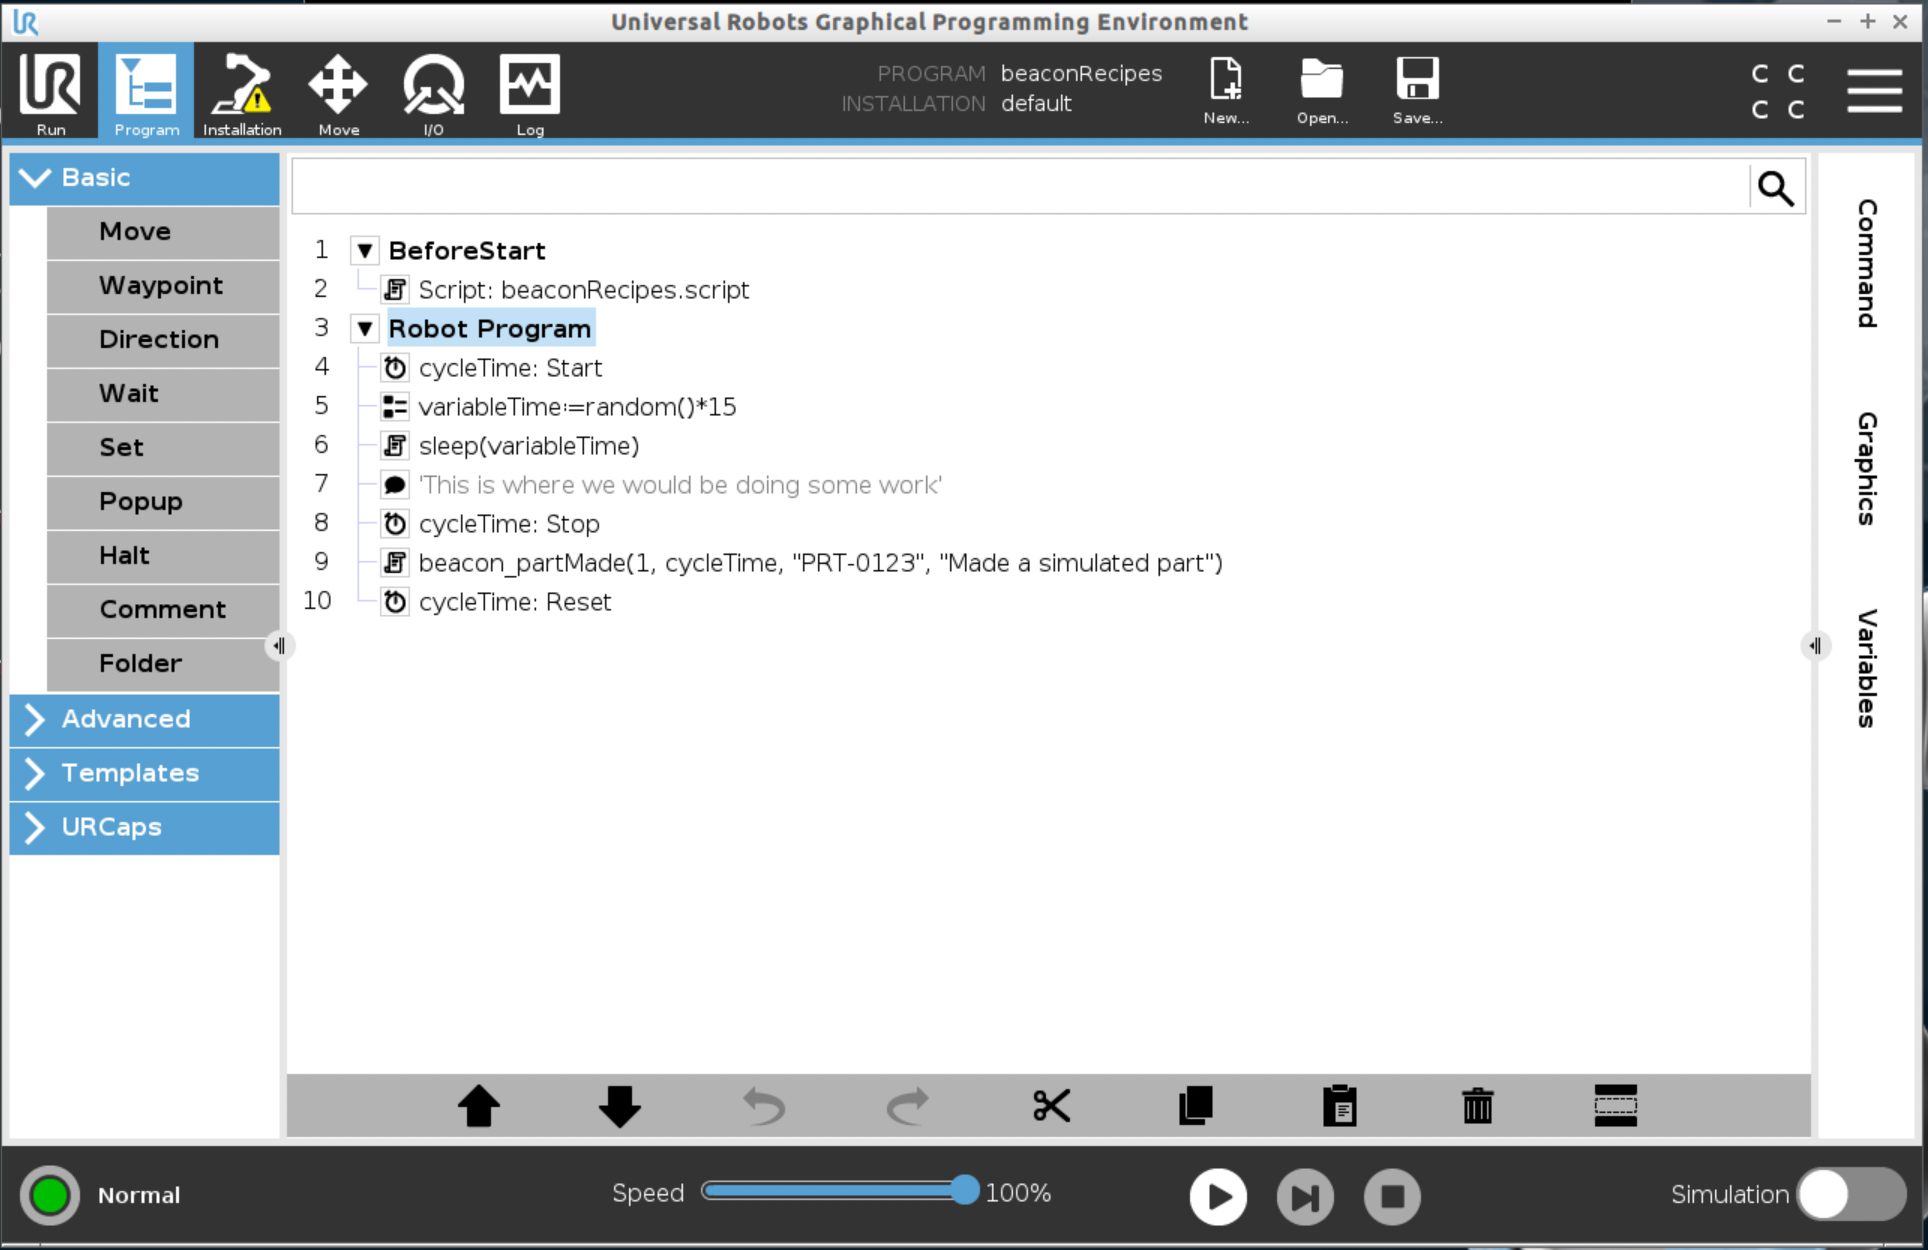 Universal Robots Graphical Programming Environment
Run
Program
Installation
Move
I/O
Log
PROGRAM beaconRecipes
INSTALLATION default
New...
Open...
Save...
C C
C C
Basic
Move
Waypoint
Direction
Wait
Set
Popup
Halt
Comment
Folder
Advanced
Templates
URCaps
1 BeforeStart
2 Script: beaconRecipes.script
3 Robot Program
4 cycleTime: Start
5 variableTime:=random()*15
6 sleep(variableTime)
7 'This is where we would be doing some work'
8 cycleTime: Stop
9 beacon_partMade(1, cycleTime, "PRT-0123", "Made a simulated part")
10 cycleTime: Reset
Command
Graphics
Variables
Normal
Speed 100%
Simulation